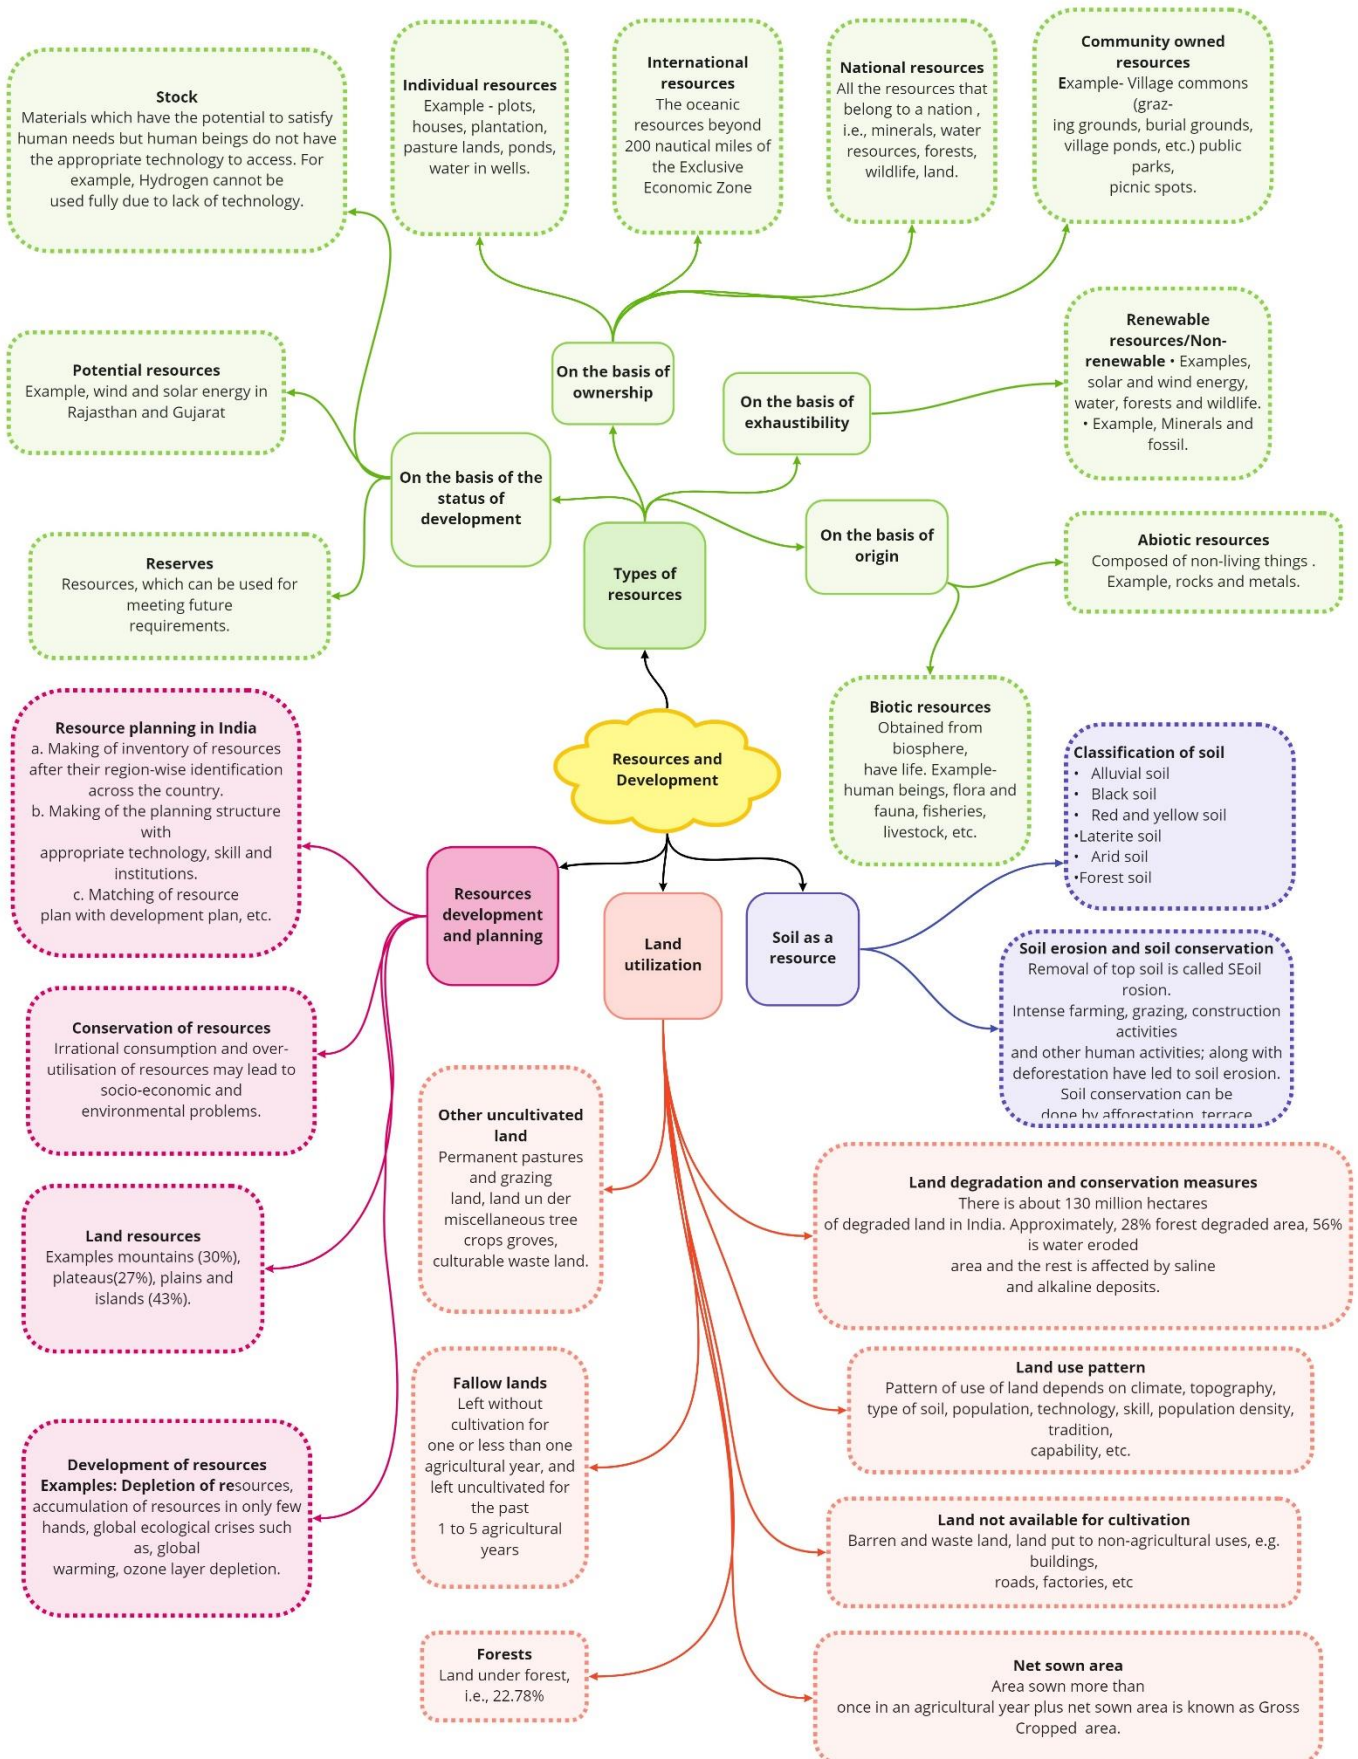 Stock
Materials which have the potential to satisfy
human needs but human beings do not have
the appropriate technology to access. For
example, Hydrogen cannot be
used fully due to lack of technology.
Individual resources
Example - plots,
houses, plantation,
pasture lands, ponds,
water in wells.
International
resources
The oceanic
resources beyond
200 nautical miles of
the Exclusive
Economic Zone
National resources
All the resources that
belong to a nation ,
i.e., minerals, water
resources, forests,
wildlife, land.
Community owned
resources
Example- Village commons
(graz-
ing grounds, burial grounds,
village ponds, etc.) public
parks,
picnic spots.
Potential resources
Example, wind and solar energy in
Rajasthan and Gujarat
On the basis of
ownership
On the basis of
exhaustibility
Renewable
resources/Non-
renewable • Examples,
solar and wind energy,
water, forests and wildlife.
• Example, Minerals and
fossil.
On the basis of the
status of
development
On the basis of
origin
Reserves
Resources, which can be used for
meeting future
requirements.
Types of
resources
Abiotic resources
Composed of non-living things .
Example, rocks and metals.
Biotic resources
Obtained from
biosphere,
have life. Example-
human beings, flora and
fauna, fisheries,
livestock, etc.
Resources and
Development
Resource planning in India
a. Making of inventory of resources
after their region-wise identification
across the country.
b. Making of the planning structure
with
appropriate technology, skill and
institutions.
c. Matching of resource
plan with development plan, etc.
Classification of soil
• Alluvial soil
• Black soil
• Red and yellow soil
•Laterite soil
• Arid soil
•Forest soil
Resources
development
and planning
Land
utilization
Soil as a
resource
Soil erosion and soil conservation
Removal of top soil is called SEoil
rosion.
Intense farming, grazing, construction
activities
and other human activities; along with
deforestation have led to soil erosion.
Soil conservation can be
done by afforestation, terrace
Conservation of resources
Irrational consumption and over-
utilisation of resources may lead to
socio-economic and
environmental problems.
Other uncultivated
land
Permanent pastures
and grazing
land, land un der
miscellaneous tree
crops groves,
culturable waste land.
Land degradation and conservation measures
There is about 130 million hectares
of degraded land in India. Approximately, 28% forest degraded area, 56%
is water eroded
area and the rest is affected by saline
and alkaline deposits.
Land resources
Examples mountains (30%),
plateaus(27%), plains and
islands (43%).
Fallow lands
Left without
cultivation for
one or less than one
agricultural year, and
left uncultivated for
the past
1 to 5 agricultural
years
Land use pattern
Pattern of use of land depends on climate, topography,
type of soil, population, technology, skill, population density,
tradition,
capability, etc.
Development of resources
Examples: Depletion of resources,
accumulation of resources in only few
hands, global ecological crises such
as, global
warming, ozone layer depletion.
Land not available for cultivation
Barren and waste land, land put to non-agricultural uses, e.g.
buildings,
roads, factories, etc
Forests
Land under forest,
i.e., 22.78%
Net sown area
Area sown more than
once in an agricultural year plus net sown area is known as Gross
Cropped area.